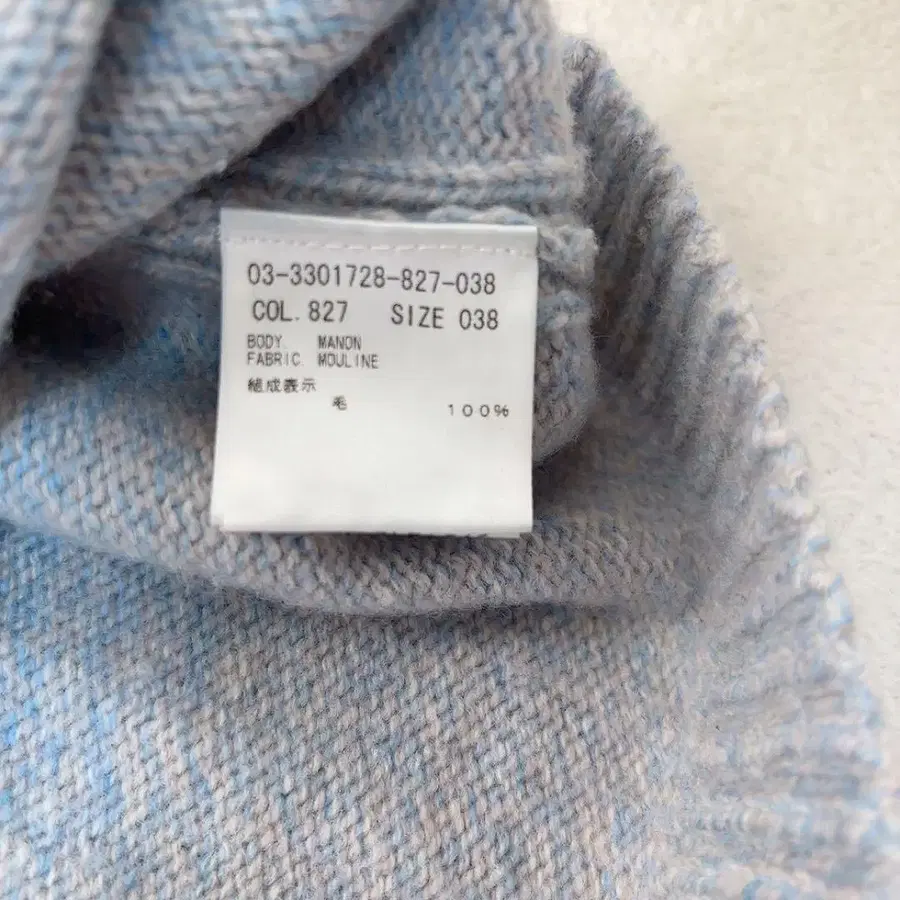 03-3301728-827-038
COL. 827 SIZE 038
BODY. MANON
FABRIC. MOULINE
組成表示
毛 100%